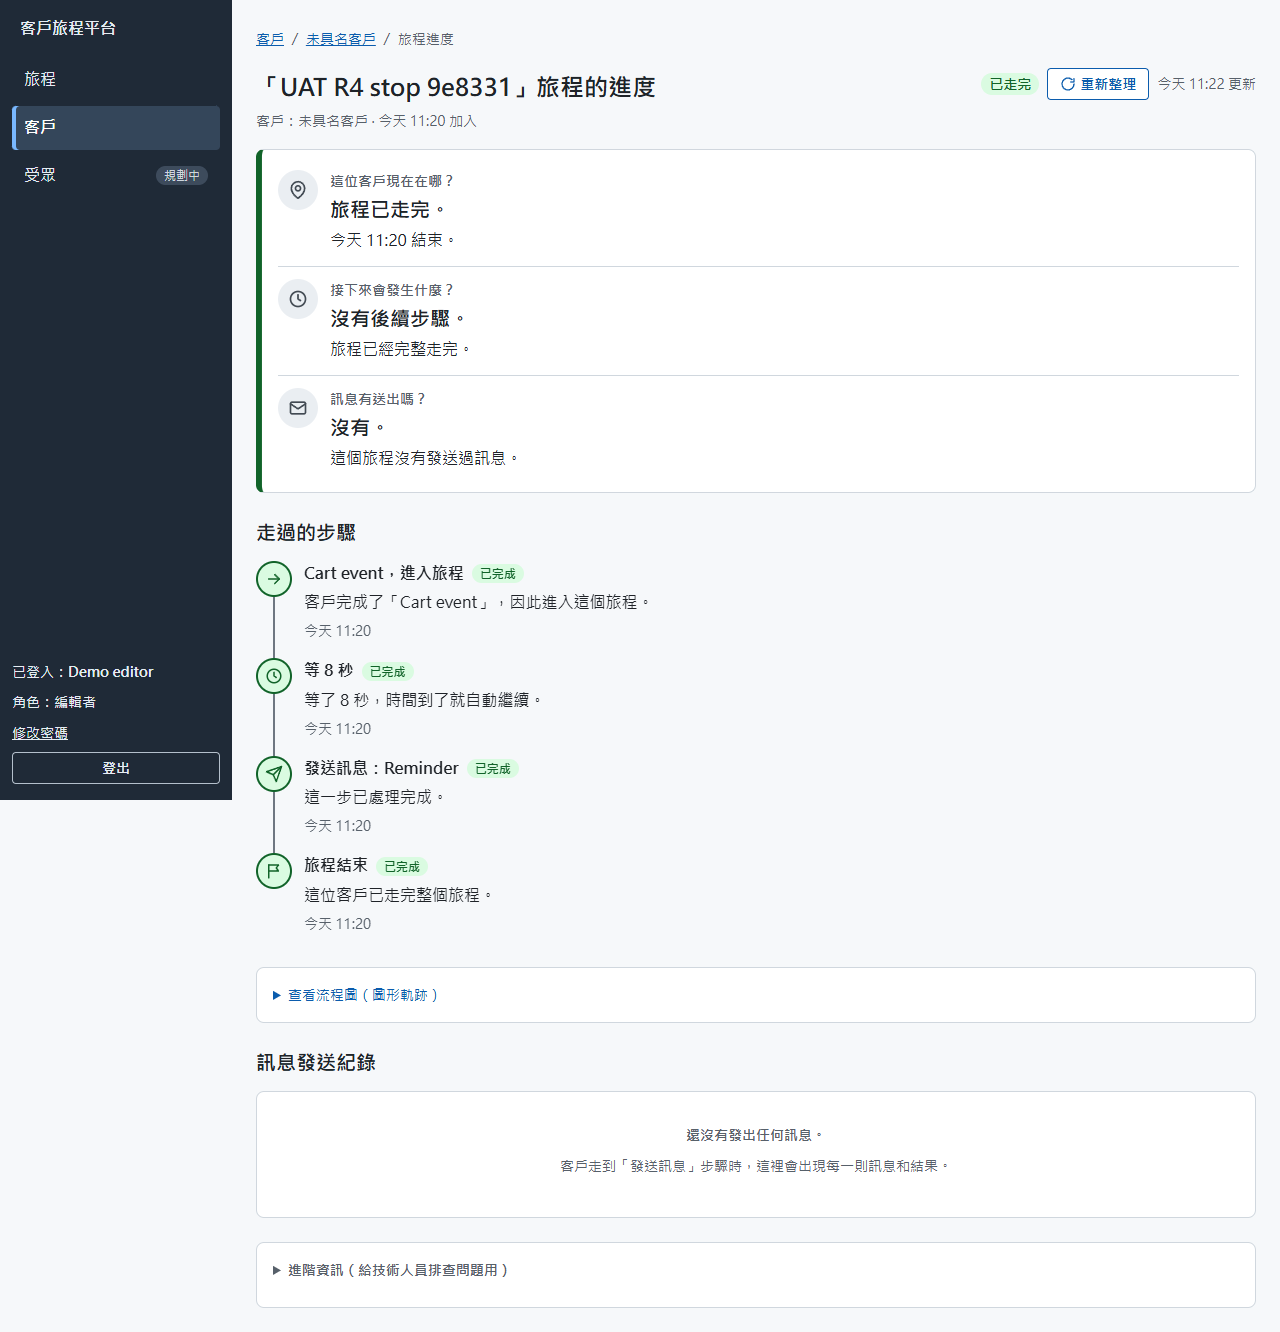 客戶旅程平台
旅程
客戶
受眾 規劃中
已登入：Demo editor
角色：編輯者
修改密碼
登出
客戶 / 未具名客戶 / 旅程進度
「UAT R4 stop 9e8331」旅程的進度
已走完 重新整理 今天 11:22 更新
客戶：未具名客戶 · 今天 11:20 加入
這位客戶現在在哪？
旅程已走完。
今天 11:20 結束。
接下來會發生什麼？
沒有後續步驟。
旅程已經完整走完。
訊息有送出嗎？
沒有。
這個旅程沒有發送過訊息。
走過的步驟
Cart event，進入旅程 已完成
客戶完成了「Cart event」，因此進入這個旅程。
今天 11:20
等 8 秒 已完成
等了 8 秒，時間到了就自動繼續。
今天 11:20
發送訊息：Reminder 已完成
這一步已處理完成。
今天 11:20
旅程結束 已完成
這位客戶已走完整個旅程。
今天 11:20
查看流程圖（圖形軌跡）
訊息發送紀錄
還沒有發出任何訊息。
客戶走到「發送訊息」步驟時，這裡會出現每一則訊息和結果。
進階資訊（給技術人員排查問題用）